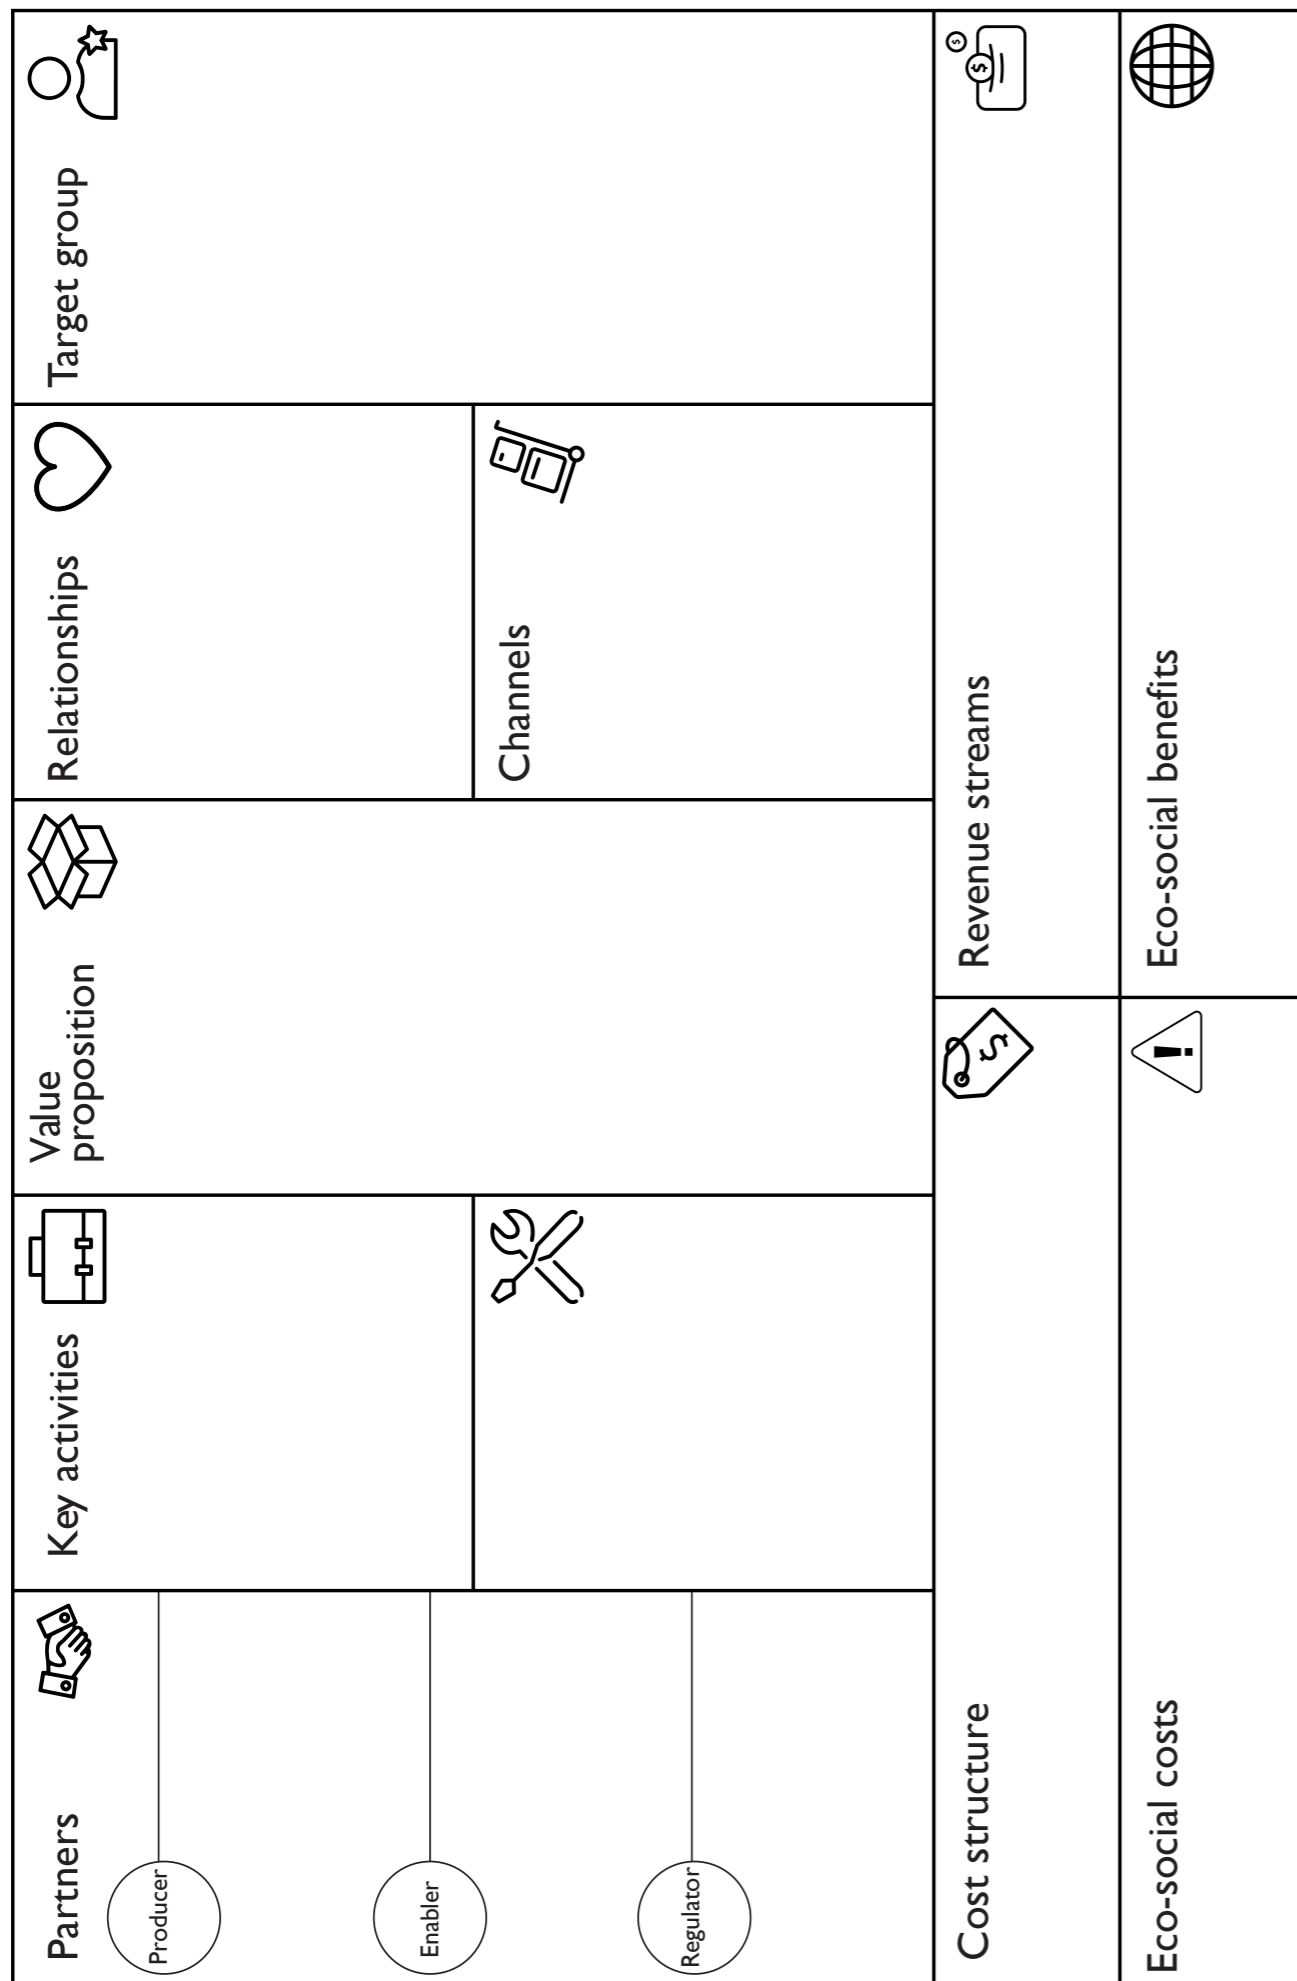 Partners
Producer
Enabler
Regulator
Key activities
Value
proposition
Relationships
Channels
Target group
Cost structure
Revenue streams
Eco-social costs
Eco-social benefits